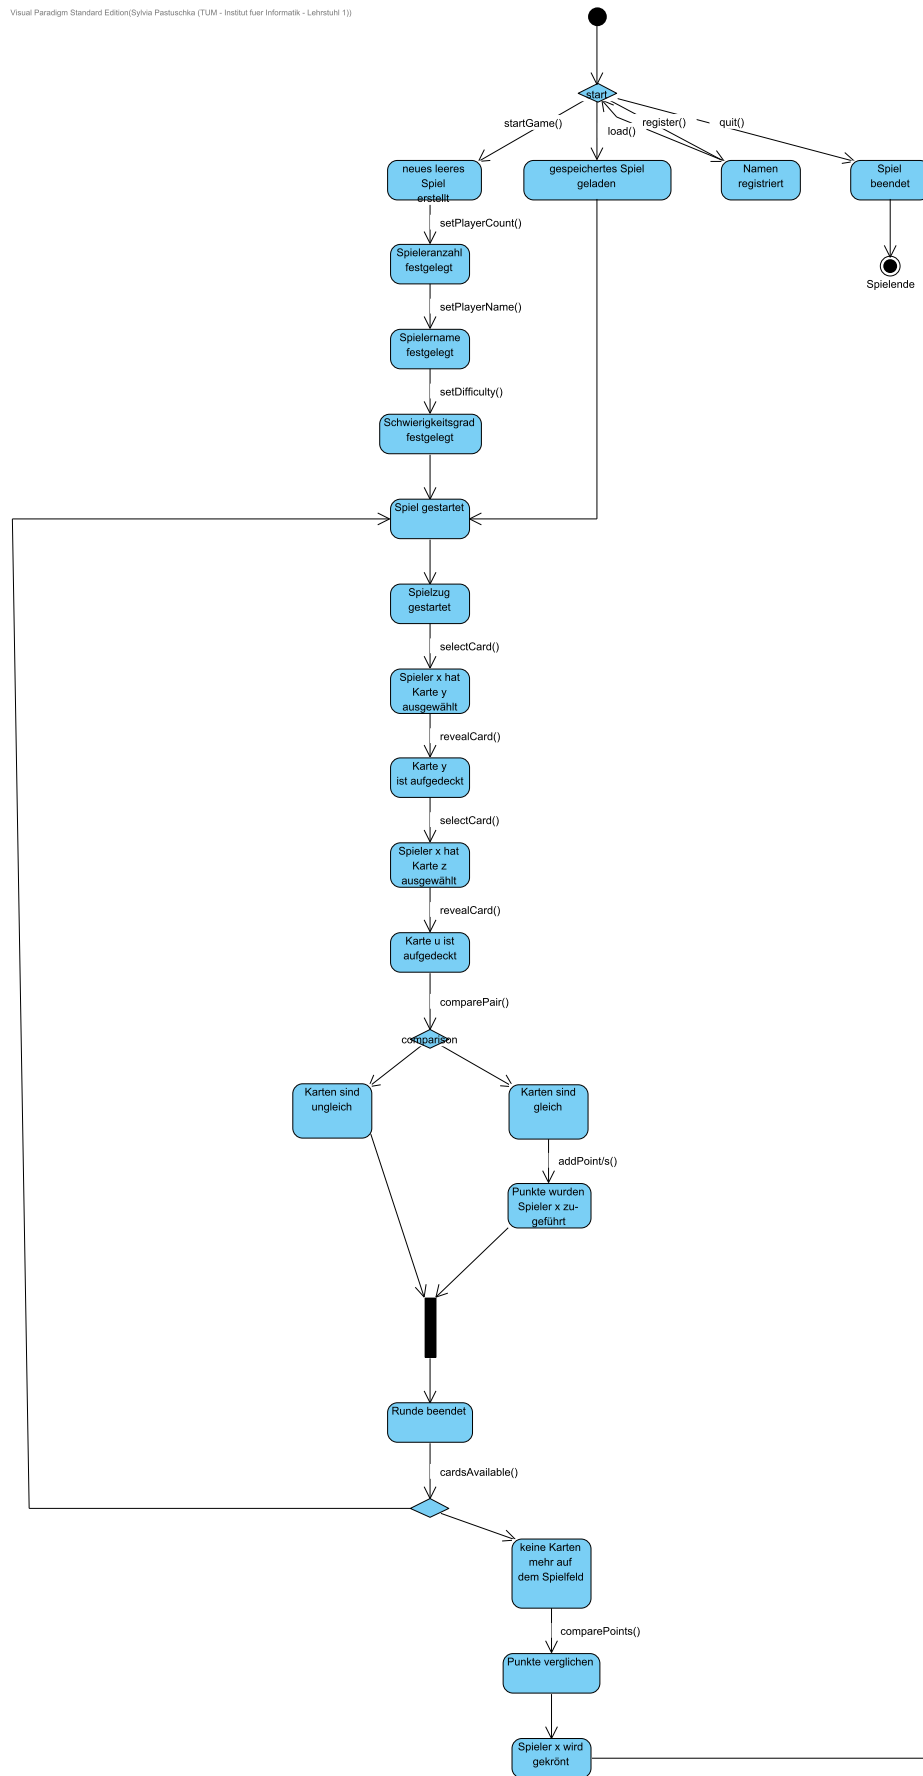 Visual Paradigm Standard Edition(Sylvia Pastuschka (TUM - Institut fuer Informatik - Lehrstuhl 1))
start
startGame()
load()
register()
quit()
neues leeres
Spiel
erstellt
gespeichertes Spiel
geladen
Namen
registriert
Spiel
beendet
setPlayerCount()
Spieleranzahl
festgelegt
Spielende
setPlayerName()
Spielername
festgelegt
setDifficulty()
Schwierigkeitsgrad
festgelegt
Spiel gestartet
Spielzug
gestartet
selectCard()
Spieler x hat
Karte y
ausgewählt
revealCard()
Karte y
ist aufgedeckt
selectCard()
Spieler x hat
Karte z
ausgewählt
revealCard()
Karte u ist
aufgedeckt
comparePair()
comparison
Karten sind
ungleich
Karten sind
gleich
addPoint/s()
Punkte wurden
Spieler x zu-
geführt
Runde beendet
cardsAvailable()
keine Karten
mehr auf
dem Spielfeld
comparePoints()
Punkte verglichen
Spieler x wird
gekrönt